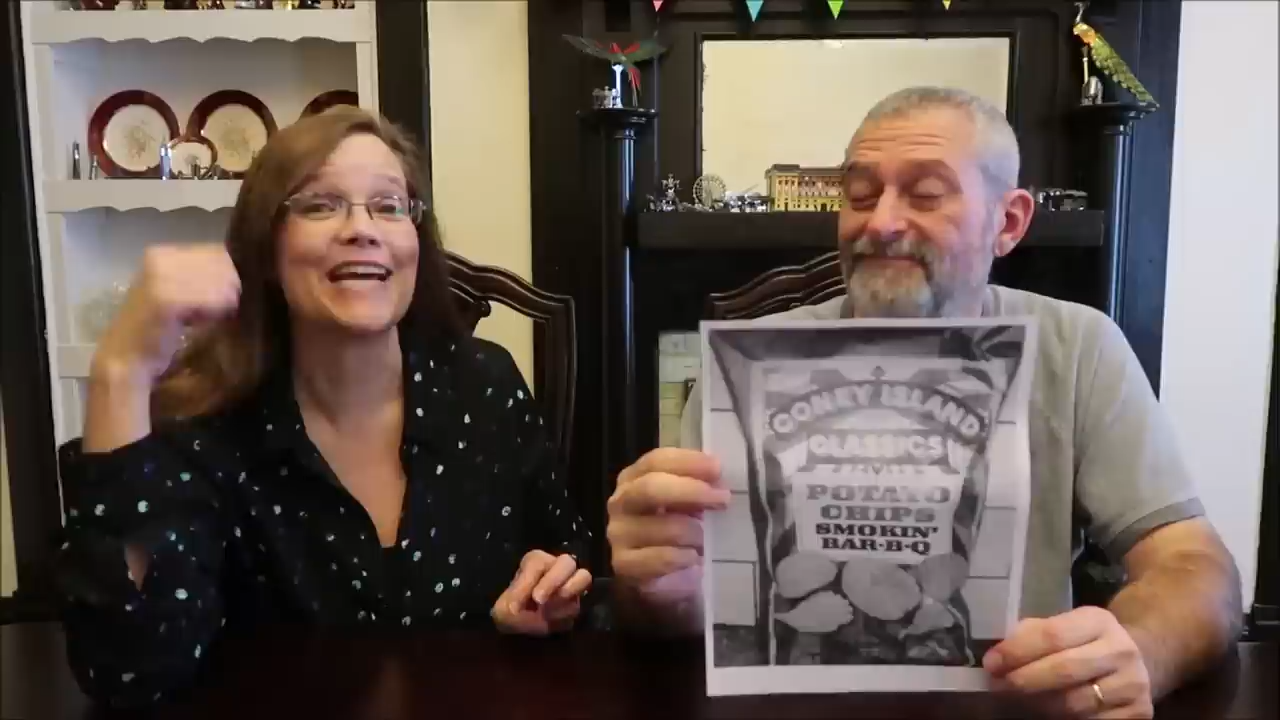 CONEY ISLAND
CLASSICS
POTATO
CHIPS
SMOKIN'
BAR-B-Q